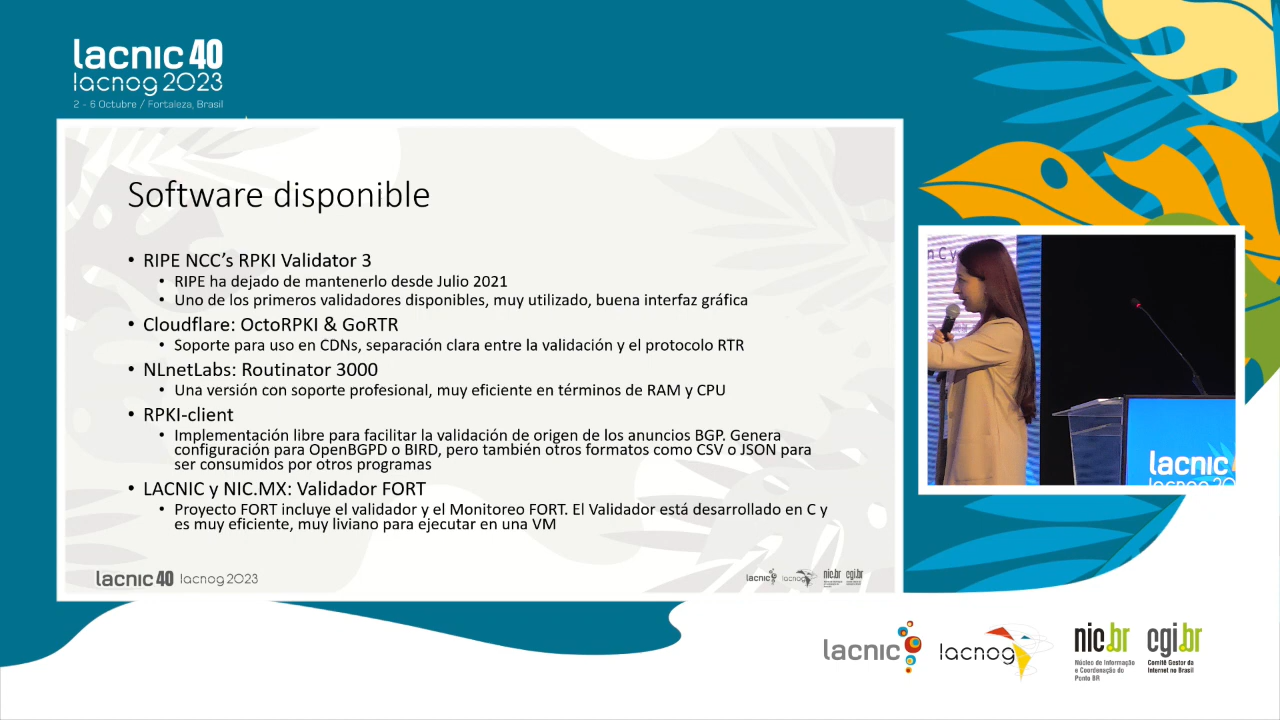 lacnic 40
lacnog 2023
2 - 6 Octubre / Fortaleza, Brasil
Software disponible
• RIPE NCC’s RPKI Validator 3
• RIPE ha dejado de mantenerlo desde Julio 2021
• Uno de los primeros validadores disponibles, muy utilizado, buena interfaz gráfica
• Cloudflare: OctoRPKI & GoRTR
• Soporte para uso en CDNs, separación clara entre la validación y el protocolo RTR
• NLnetLabs: Routinator 3000
• Una versión con soporte profesional, muy eficiente en términos de RAM y CPU
• RPKI-client
• Implementación libre para facilitar la validación de origen de los anuncios BGP. Genera
configuración para OpenBGPD o BIRD, pero también otros formatos como CSV o JSON para
ser consumidos por otros programas
• LACNIC y NIC.MX: Validador FORT
• Proyecto FORT incluye el validador y el Monitoreo FORT. El Validador está desarrollado en C y
es muy eficiente, muy liviano para ejecutar en una VM
lacnic 40 lacnog 2023
lacnic lacnog nic.br cgi.br
lacnic
lacnog 20
lacnic
lacnog
nic.br
Núcleo de Informação
e Coordenação do
Ponto BR
cgi.br
Comitê Gestor da
Internet no Brasil